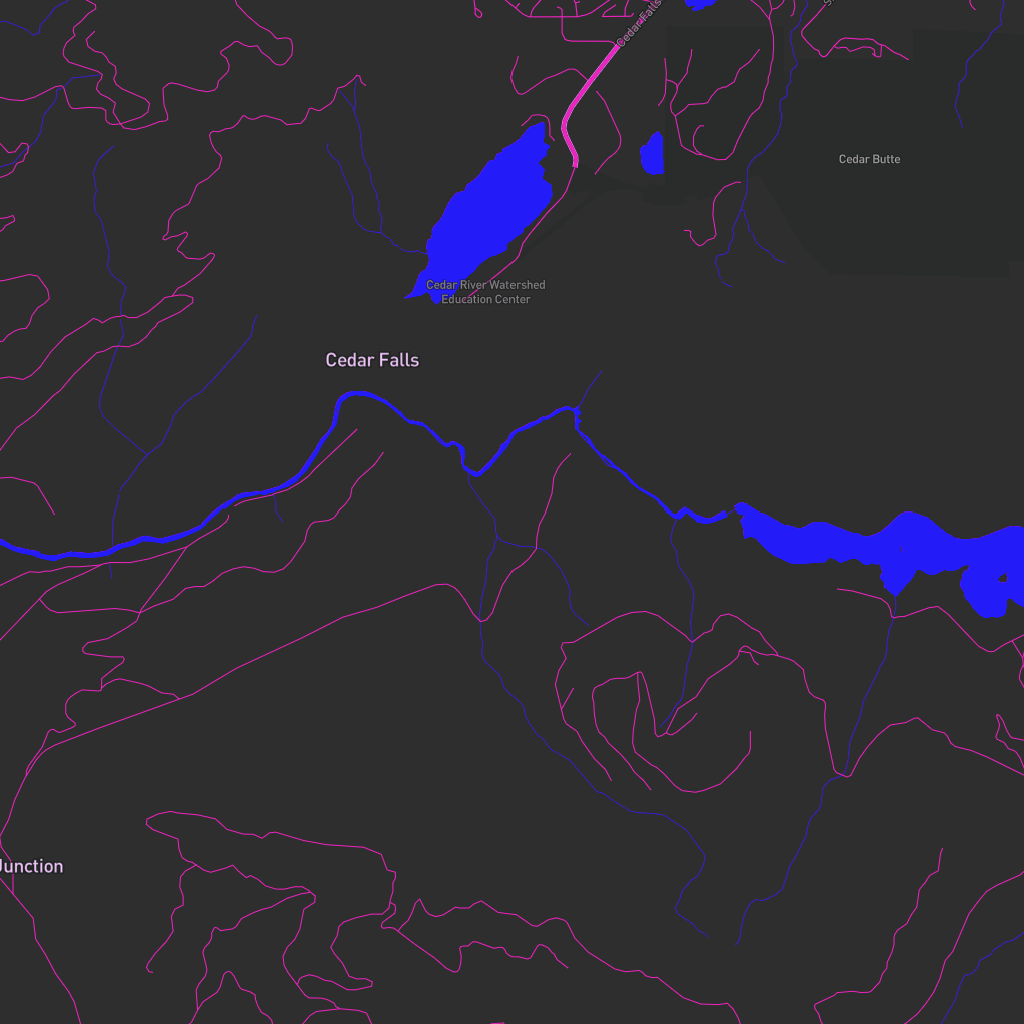 Cedar Falls
Cedar Butte
Cedar River Watershed
Education Center
Cedar Falls
Junction